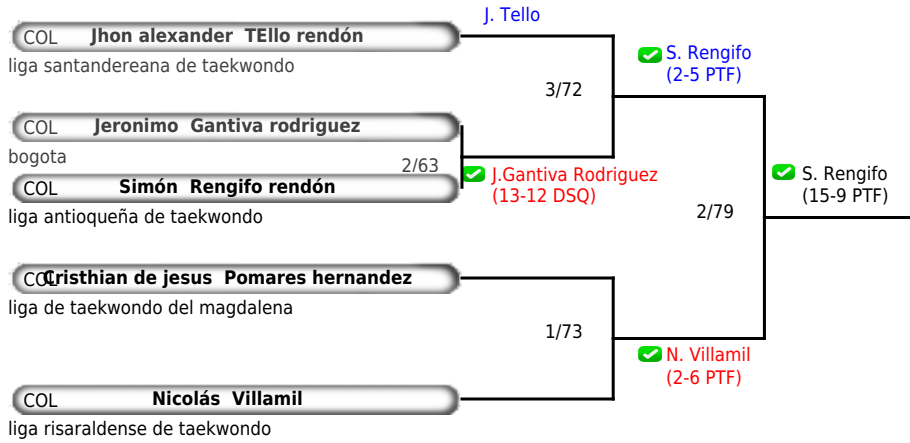 J. Tello
COL Jhon alexander TEllo rendón
liga santandereana de taekwondo
S. Rengifo
(2-5 PTF)
3/72
COL Jeronimo Gantiva rodriguez
bogota
2/63
J.Gantiva Rodriguez
(13-12 DSQ)
COL Simón Rengifo rendón
liga antioqueña de taekwondo
S. Rengifo
(15-9 PTF)
2/79
COL Cristhian de jesus Pomares hernandez
liga de taekwondo del magdalena
1/73
N. Villamil
(2-6 PTF)
COL Nicolás Villamil
liga risaraldense de taekwondo